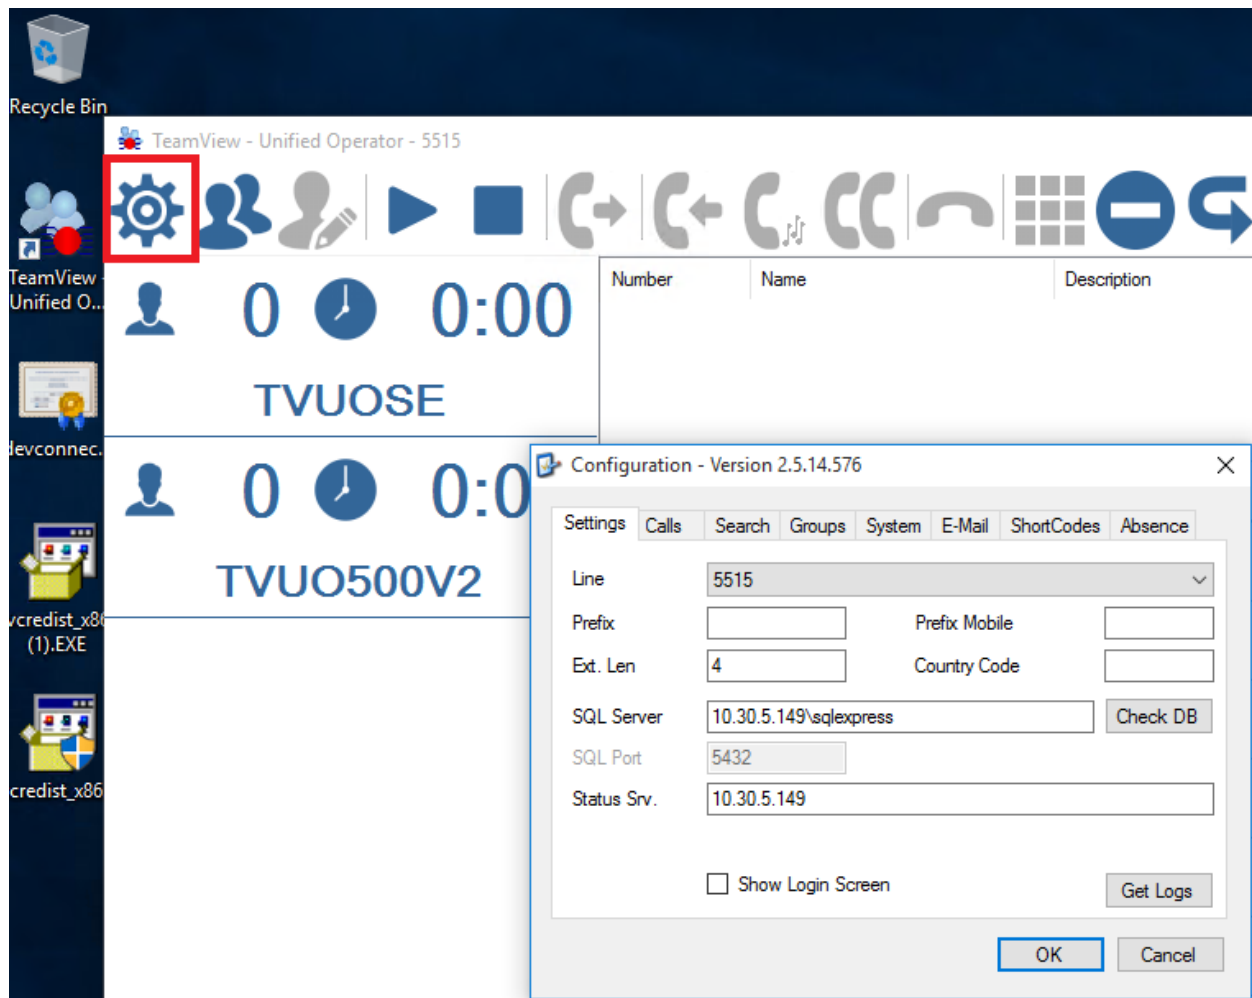 Recycle Bin
TeamView - Unified Operator - 5515
TeamView -
Unified O...
devconnec.
vcredist_x86
(1).EXE
credist_x86
0 0:00
TVUOSE
0 0:0
TVUO500V2
Number Name Description
Configuration - Version 2.5.14.576
Settings Calls Search Groups System E-Mail ShortCodes Absence
Line 5515
Prefix Prefix Mobile
Ext. Len 4 Country Code
SQL Server 10.30.5.149\sqlexpress Check DB
SQL Port 5432
Status Srv. 10.30.5.149
Show Login Screen
Get Logs
OK Cancel